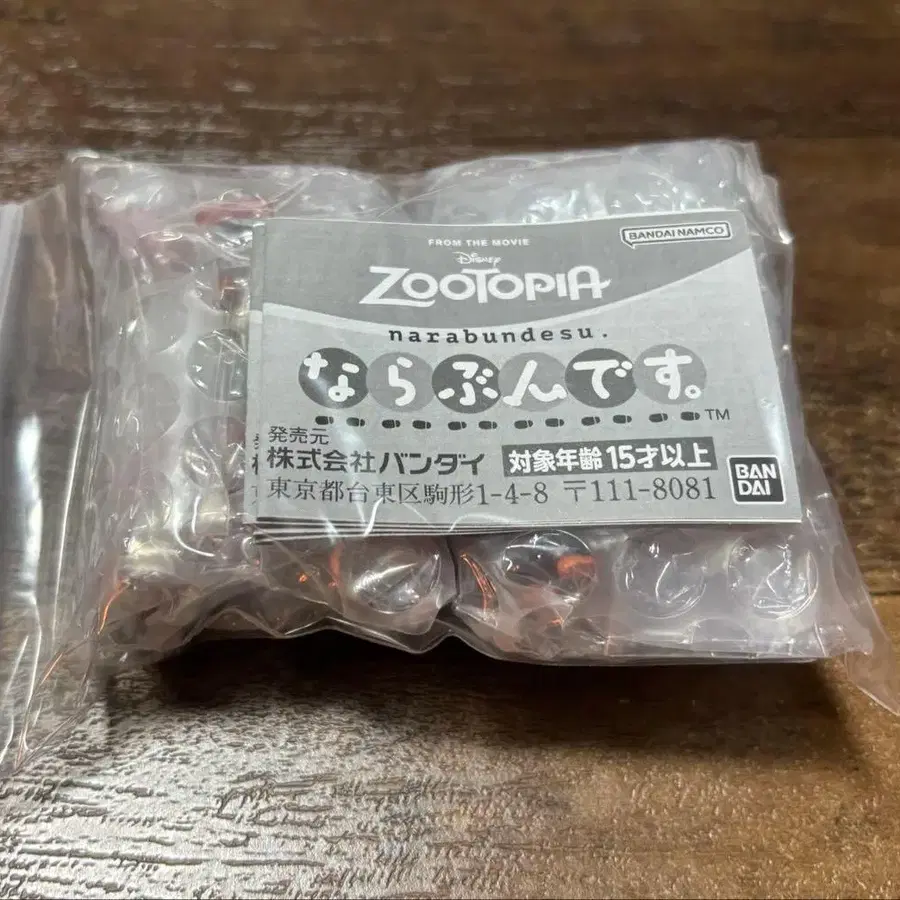 FROM THE MOVIE
BANDAI NAMCO
Disney
ZOOTOPIA
narabundesu.
ならぶんです。
TM
発売元
株式会社バンダイ 対象年齢15才以上
BAN
DAI
東京都台東区駒形1-4-8 〒111-8081